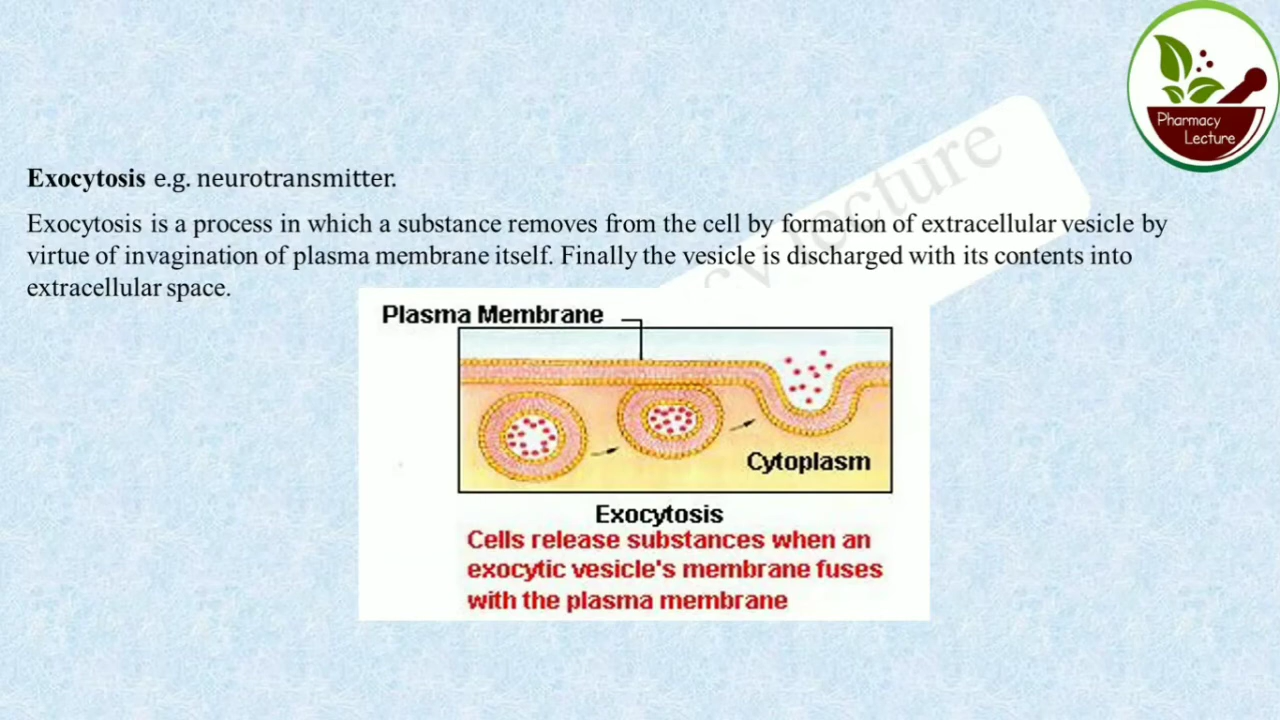 Pharmacy
Lecture
Exocytosis e.g. neurotransmitter.
Exocytosis is a process in which a substance removes from the cell by formation of extracellular vesicle by
virtue of invagination of plasma membrane itself. Finally the vesicle is discharged with its contents into
extracellular space.
lecture
Plasma Membrane
Cytoplasm
Exocytosis
Cells release substances when an
exocytic vesicle's membrane fuses
with the plasma membrane